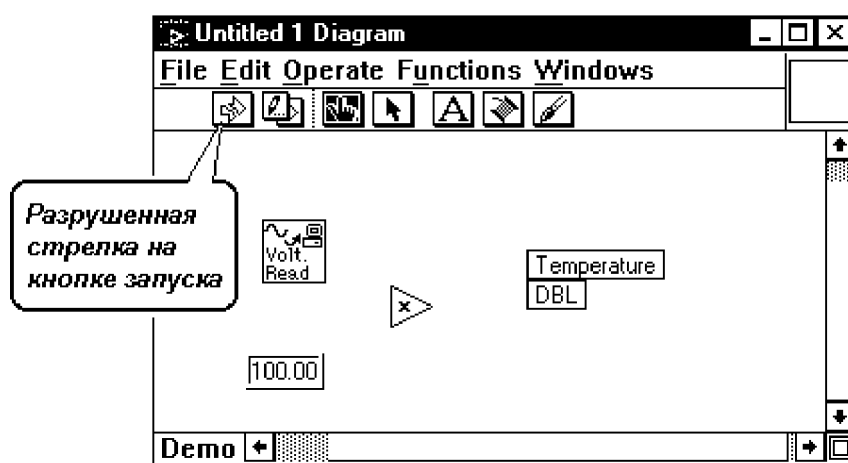 Untitled 1 Diagram
File Edit Operate Functions Windows
A
Разрушенная
стрелка на
кнопке запуска
Volt.
Read
Temperature
DBL
x
100.00
Demo